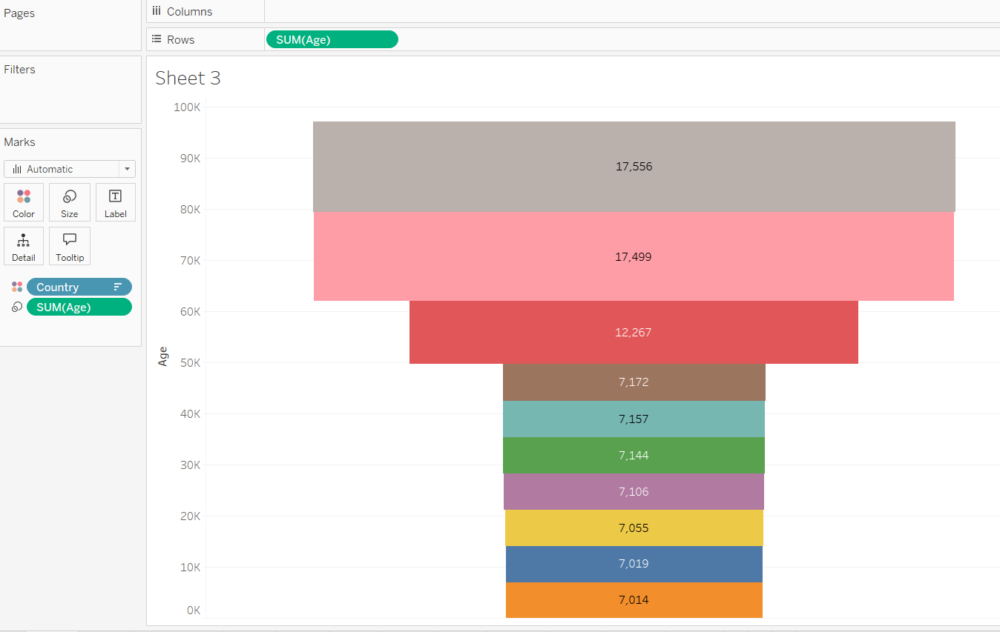 Pages
Columns
Rows
SUM(Age)
Filters
Marks
Automatic
Color
Size
Label
Detail
Tooltip
Country
SUM(Age)
Sheet 3
100K
90K
80K
70K
60K
50K
40K
30K
20K
10K
0K
Age
17,556
17,499
12,267
7,172
7,157
7,144
7,106
7,055
7,019
7,014